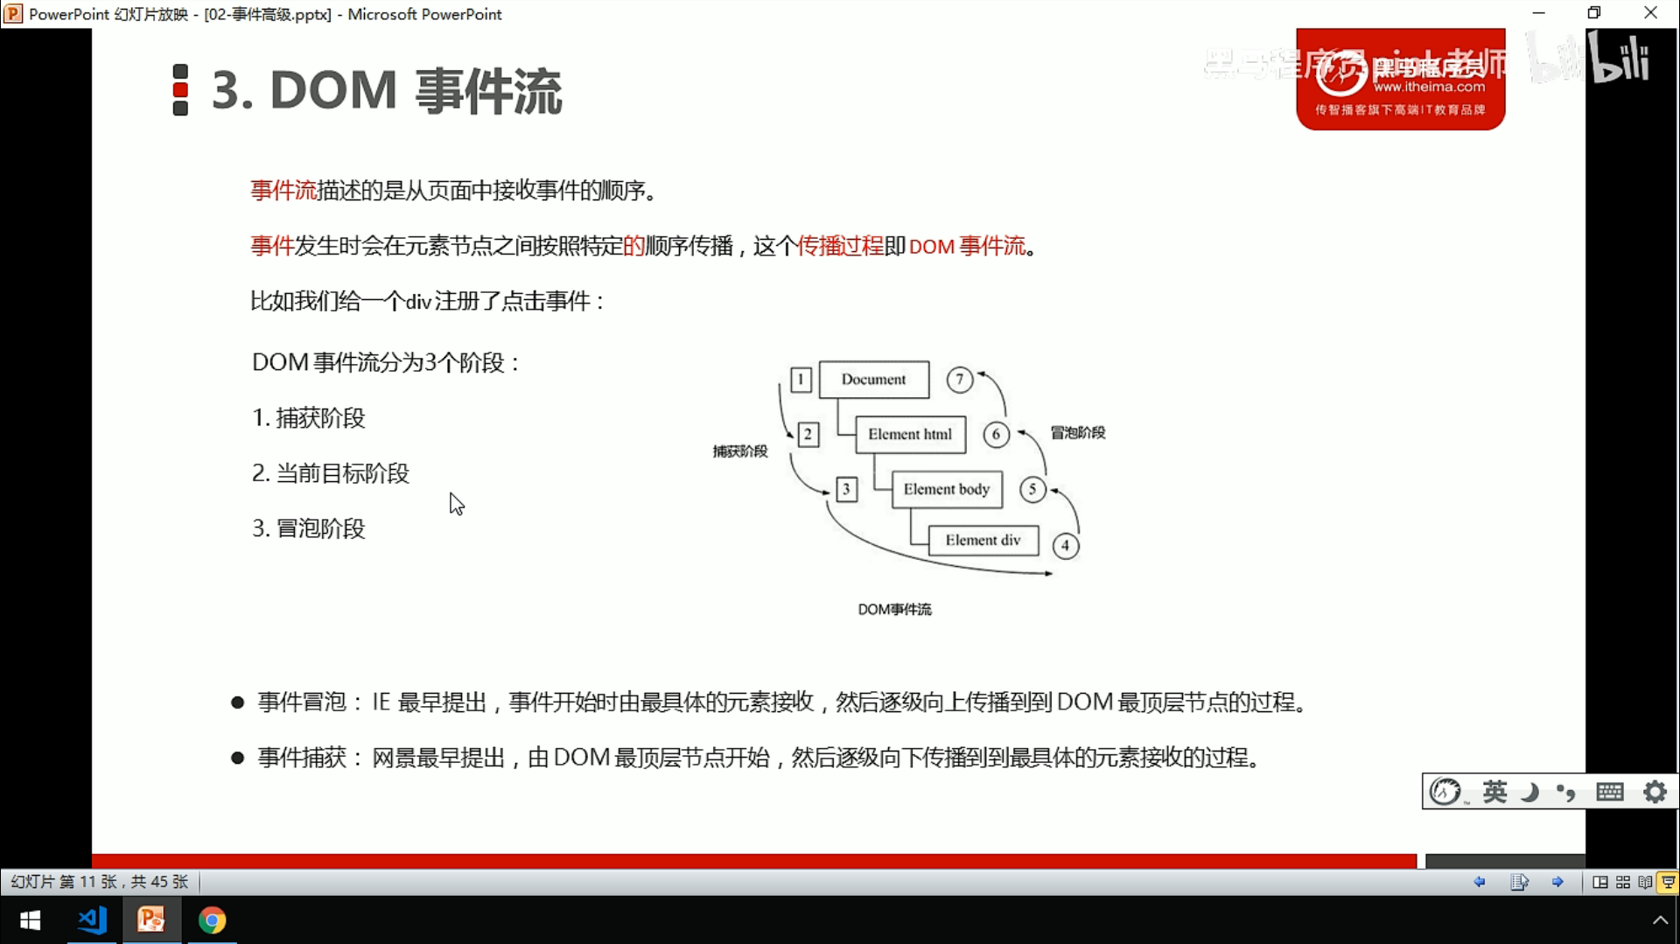 PowerPoint 幻灯片放映 - [02-事件高级.pptx] - Microsoft PowerPoint
黑马程序员pink老师
bilibili
www.itheima.com
传智播客旗下高端IT教育品牌
3. DOM 事件流
事件流描述的是从页面中接收事件的顺序。
事件发生时会在元素节点之间按照特定的顺序传播，这个传播过程即 DOM 事件流。
比如我们给一个div 注册了点击事件：
DOM 事件流分为3个阶段：
1. 捕获阶段
2. 当前目标阶段
3. 冒泡阶段
1 Document 7
2 Element html 6 冒泡阶段
捕获阶段
3 Element body 5
Element div 4
DOM事件流
● 事件冒泡： IE 最早提出，事件开始时由最具体的元素接收，然后逐级向上传播到到 DOM 最顶层节点的过程。
● 事件捕获： 网景最早提出，由 DOM 最顶层节点开始，然后逐级向下传播到到最具体的元素接收的过程。
英
幻灯片 第 11 张，共 45 张